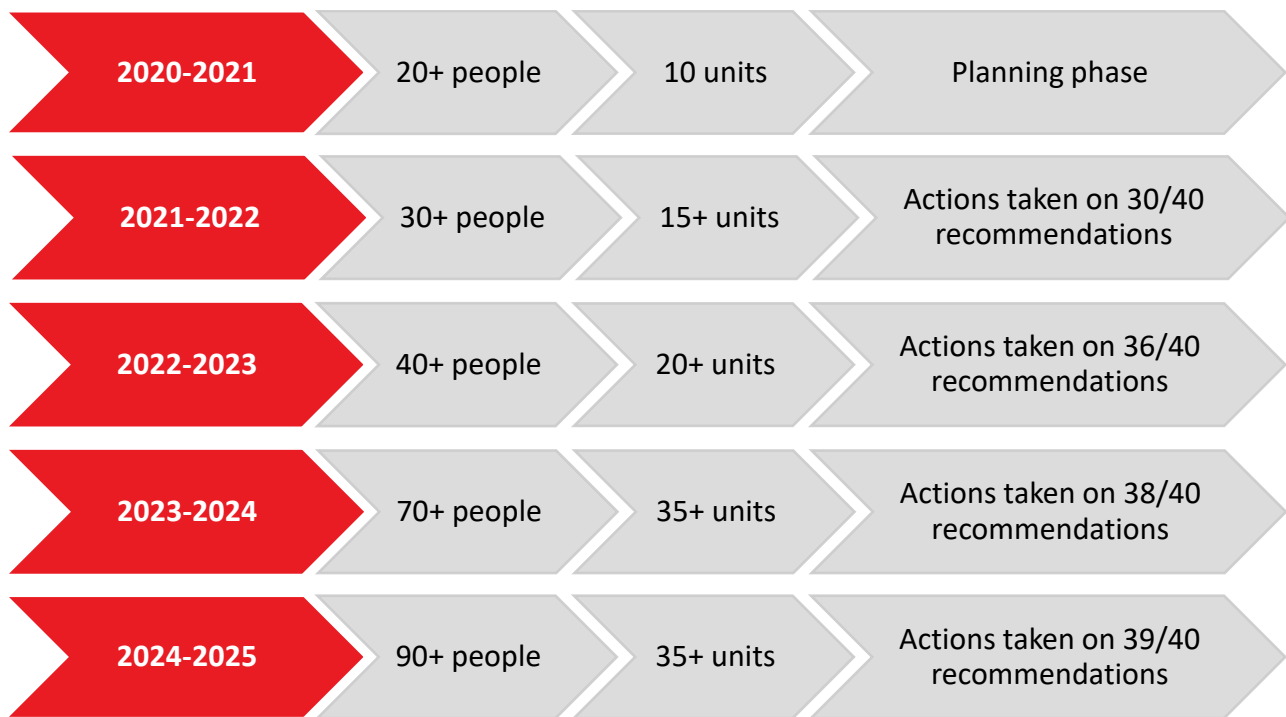 2020-2021
20+ people
10 units
Planning phase
2021-2022
30+ people
15+ units
Actions taken on 30/40
recommendations
2022-2023
40+ people
20+ units
Actions taken on 36/40
recommendations
2023-2024
70+ people
35+ units
Actions taken on 38/40
recommendations
2024-2025
90+ people
35+ units
Actions taken on 39/40
recommendations